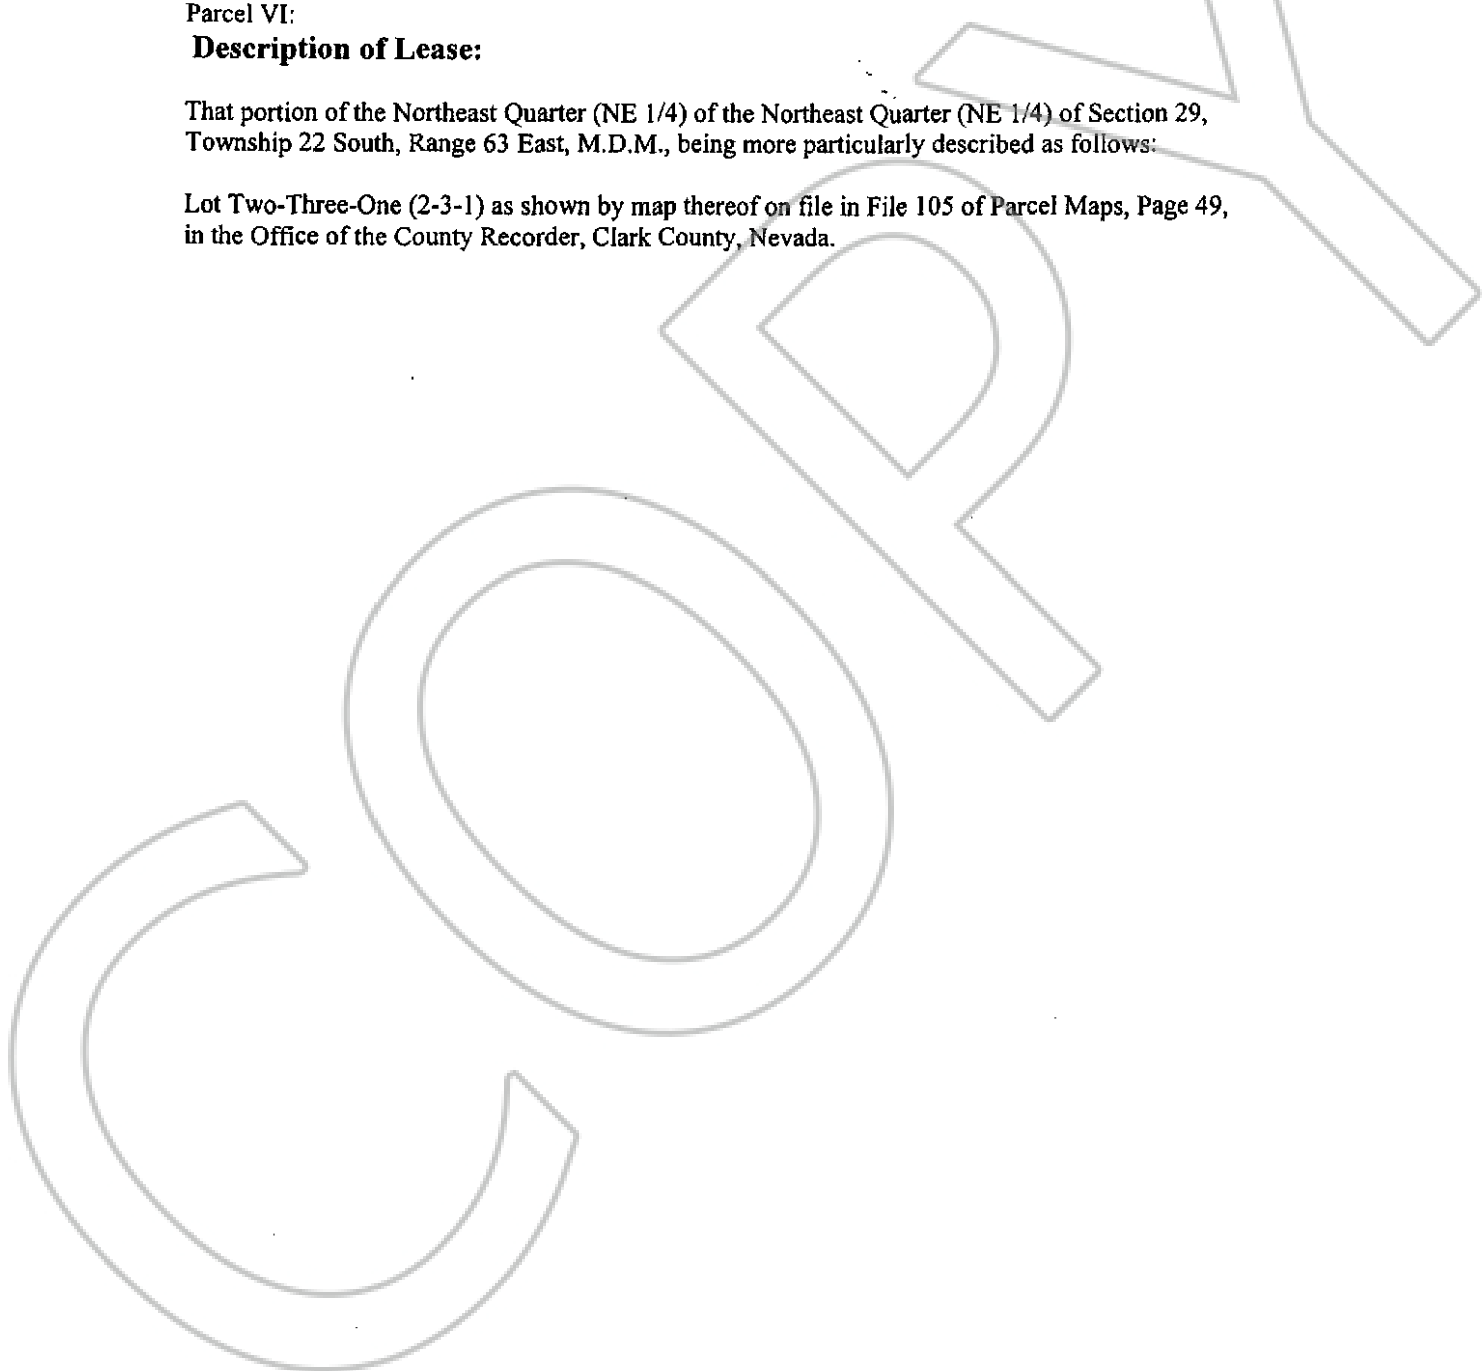 Parcel VI:
Description of Lease:
That portion of the Northeast Quarter (NE 1/4) of the Northeast Quarter (NE 1/4) of Section 29,
Township 22 South, Range 63 East, M.D.M., being more particularly described as follows:
Lot Two-Three-One (2-3-1) as shown by map thereof on file in File 105 of Parcel Maps, Page 49,
in the Office of the County Recorder, Clark County, Nevada.
COPY